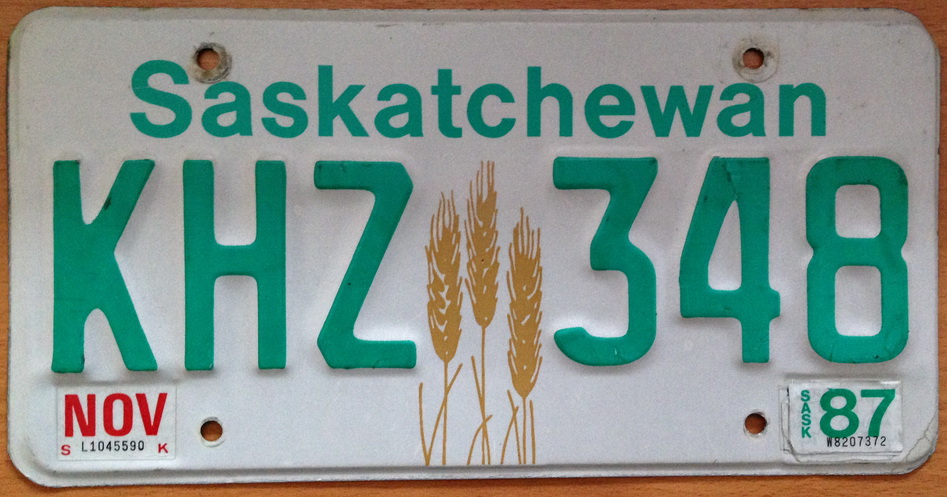 Saskatchewan
KHZ 348
NOV
S L1045590 K
SASK 87
W8207372